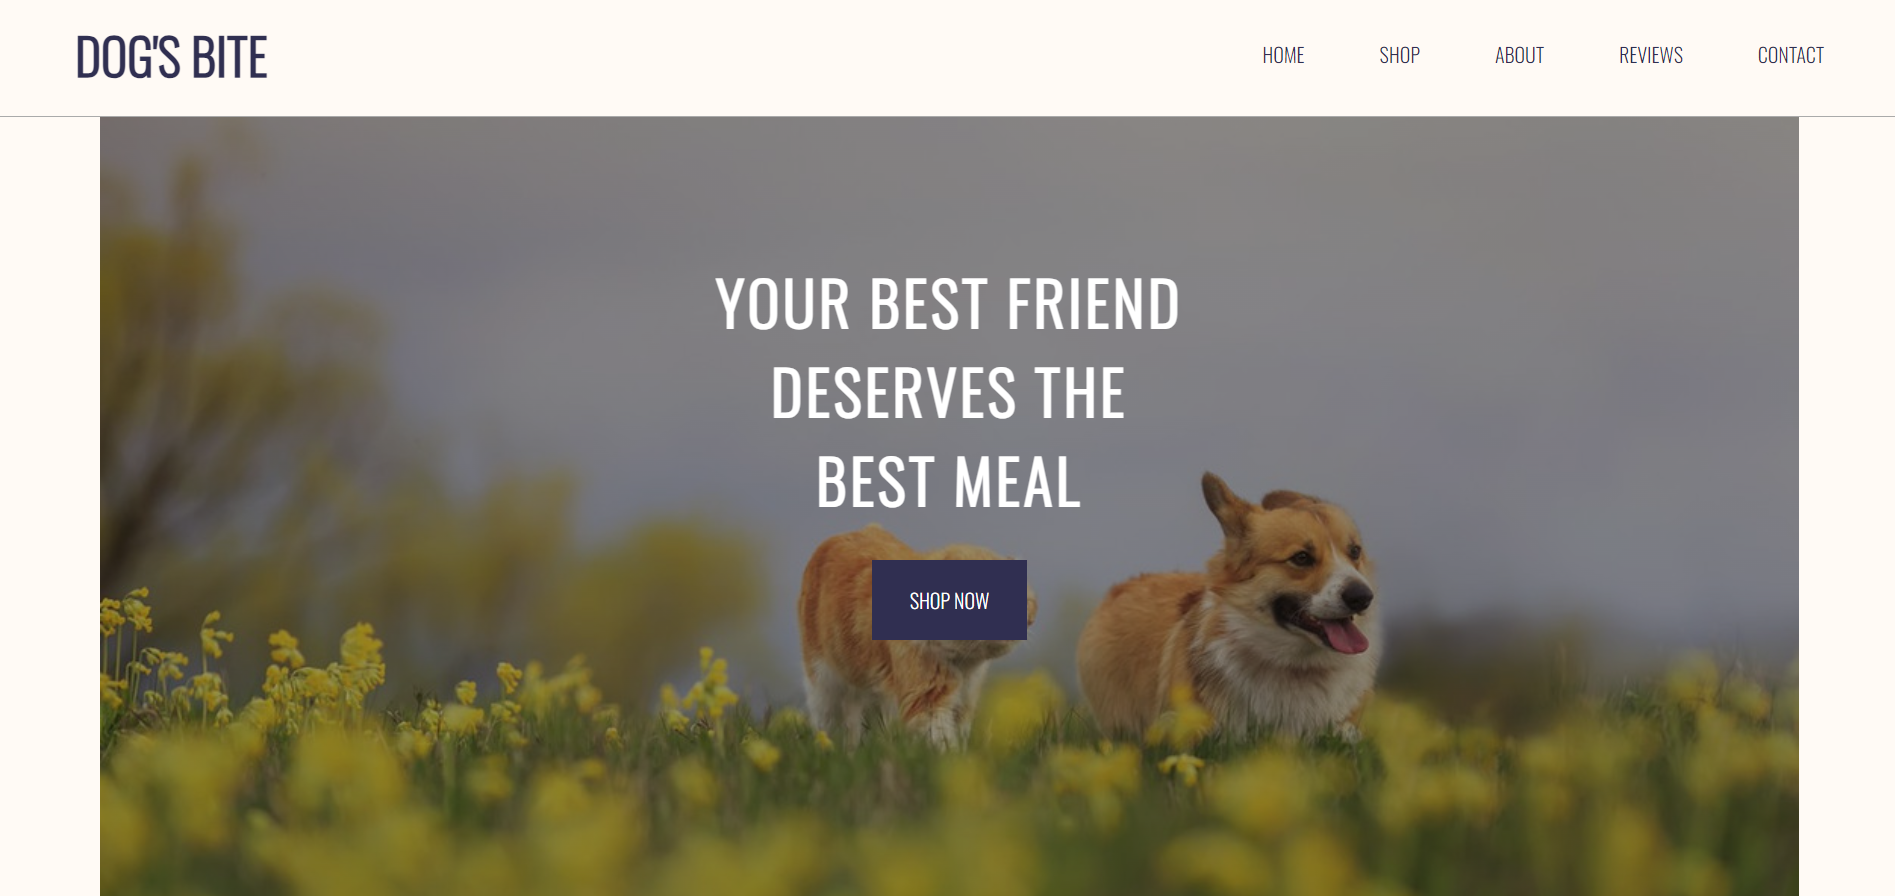 DOG'S BITE
HOME SHOP ABOUT REVIEWS CONTACT
YOUR BEST FRIEND
DESERVES THE
BEST MEAL
SHOP NOW